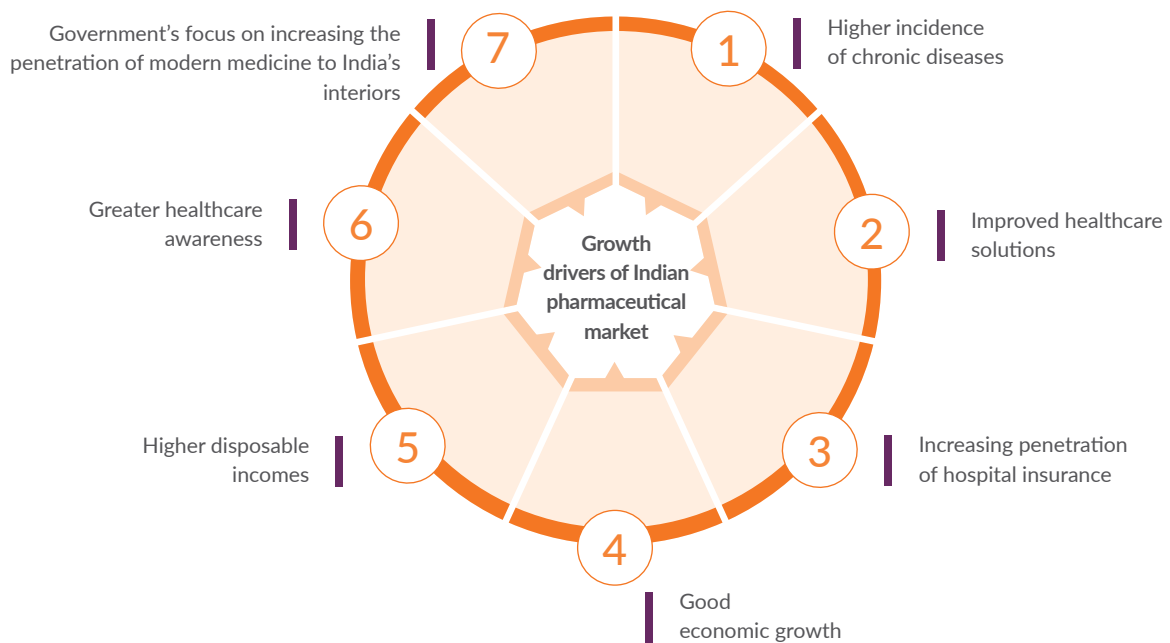 Growth
drivers of Indian
pharmaceutical
market
1
Higher incidence
of chronic diseases
2
Improved healthcare
solutions
3
Increasing penetration
of hospital insurance
4
Good
economic growth
5
Higher disposable
incomes
6
Greater healthcare
awareness
7
Government’s focus on increasing the
penetration of modern medicine to India’s
interiors